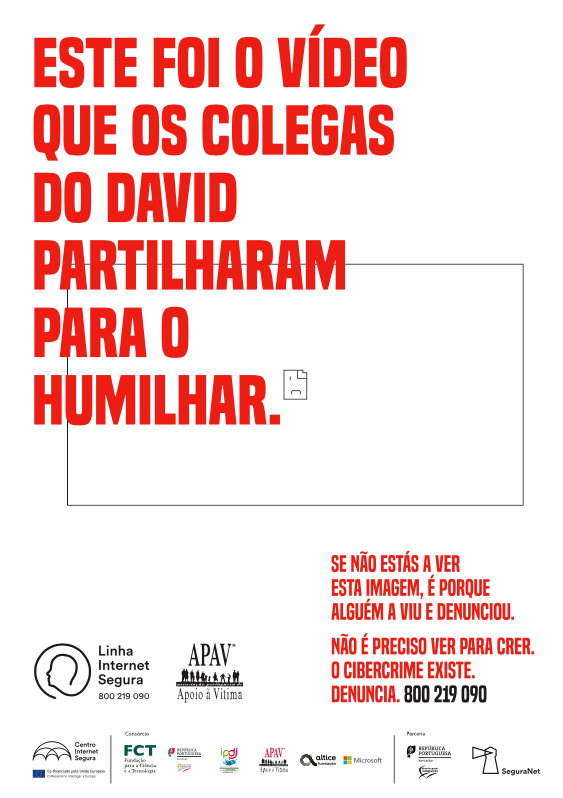 ESTE FOI O VÍDEO
QUE OS COLEGAS
DO DAVID
PARTILHARAM
PARA O
HUMILHAR.
SE NÃO ESTÁS A VER
ESTA IMAGEM, É PORQUE
ALGUÉM A VIU E DENUNCIOU.
NÃO É PRECISO VER PARA CRER.
O CIBERCRIME EXISTE.
DENUNCIA. 800 219 090
Linha
Internet
Segura
800 219 090
APAV
Apoio à Vítima
Centro
Internet
Segura
Co-financiado pela União Europeia
Consórcio
FCT
Fundação
para a Ciência
e a Tecnologia
REPÚBLICA
PORTUGUESA
ipdj
APAV
Apoio à Vítima
altice
fundação
Microsoft
Parceria
REPÚBLICA
PORTUGUESA
SeguraNet